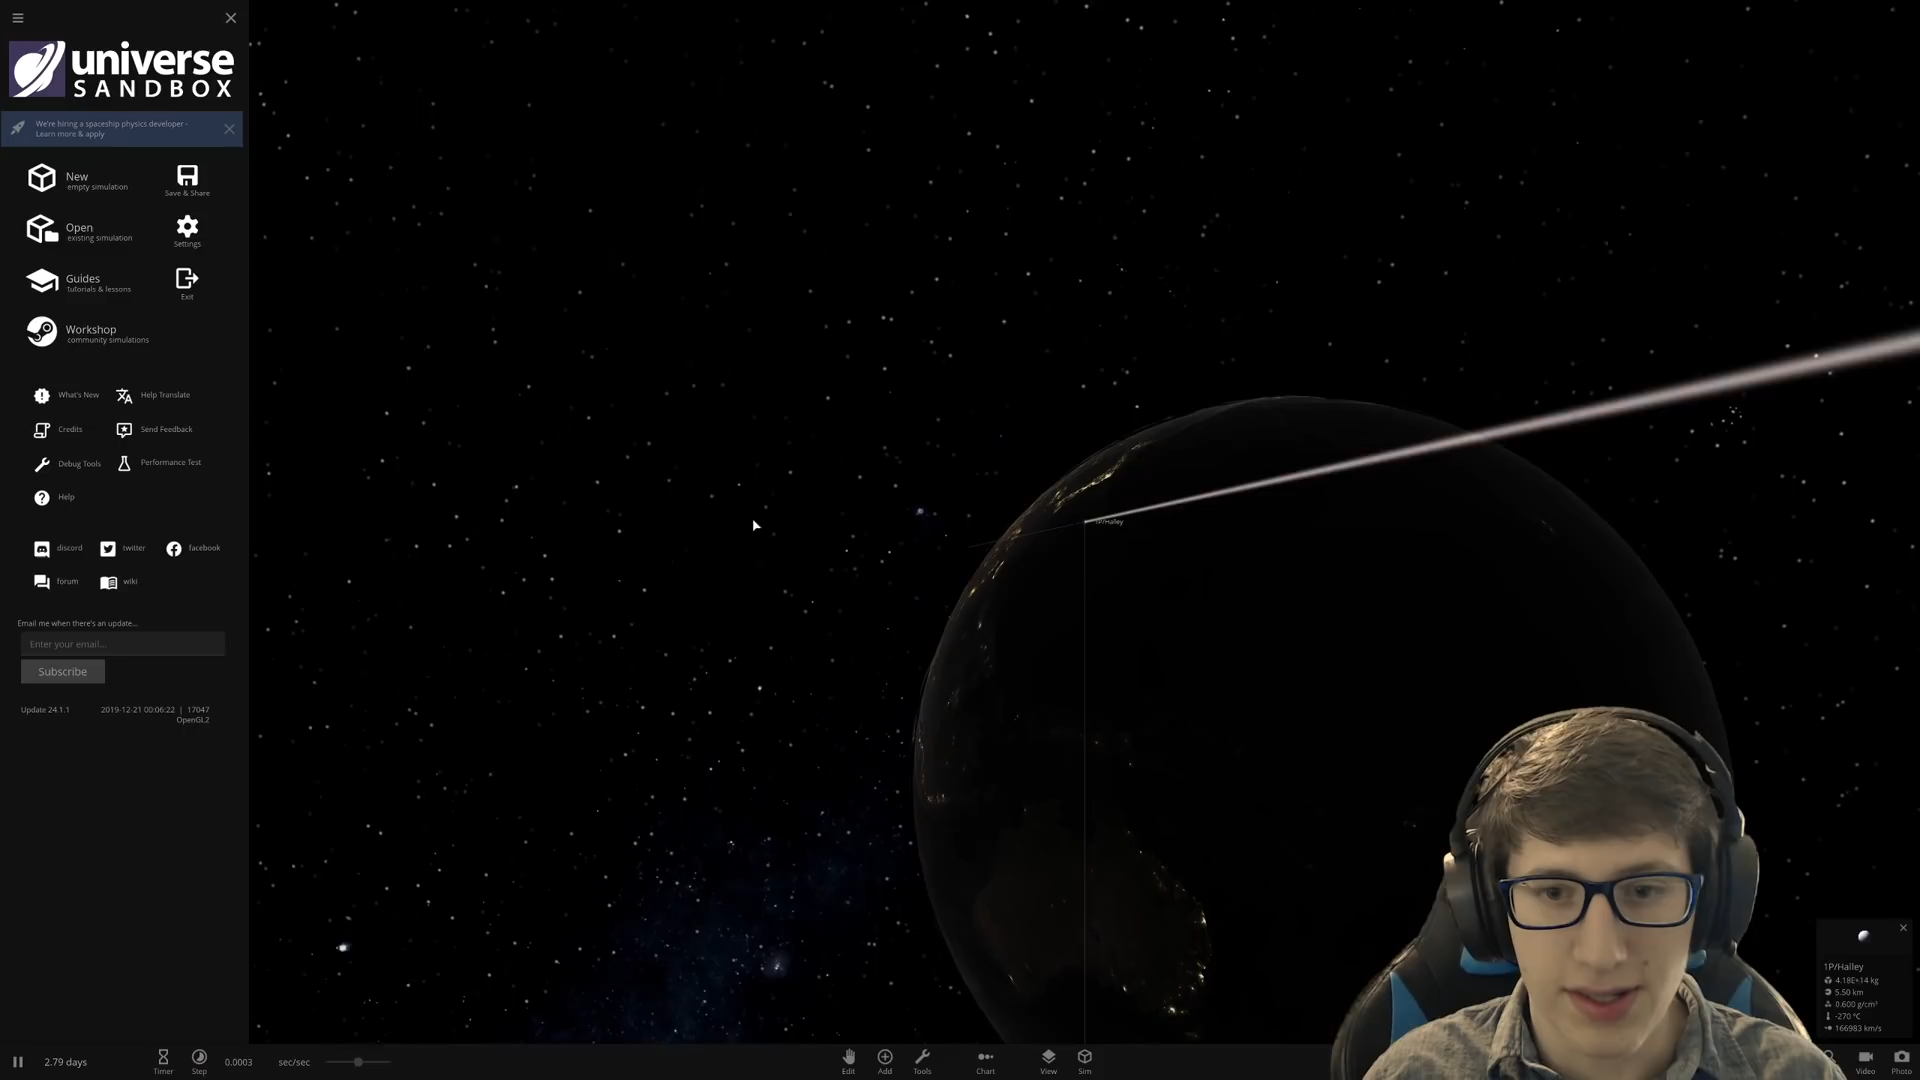 universe
SANDBOX
We're hiring a spaceship physics developer -
Learn more & apply
New
empty simulation
Save & Share
Open
existing simulation
Settings
Guides
tutorials & lessons
Exit
Workshop
community simulations
What's New
Help Translate
Credits
Send Feedback
Debug Tools
Performance Test
Help
discord
twitter
facebook
forum
wiki
Email me when there's an update...
Enter your email...
Subscribe
Update 24.1.1
2019-12-21 00:06:22 | 17047
OpenGL2
1P/Halley
1P/Halley
4.18E+14 kg
5.50 km
0.600 g/cm³
-270 °C
166983 km/s
2.79 days
Timer
Step
0.0003
sec/sec
Edit
Add
Tools
Chart
View
Sim
Video
Photo